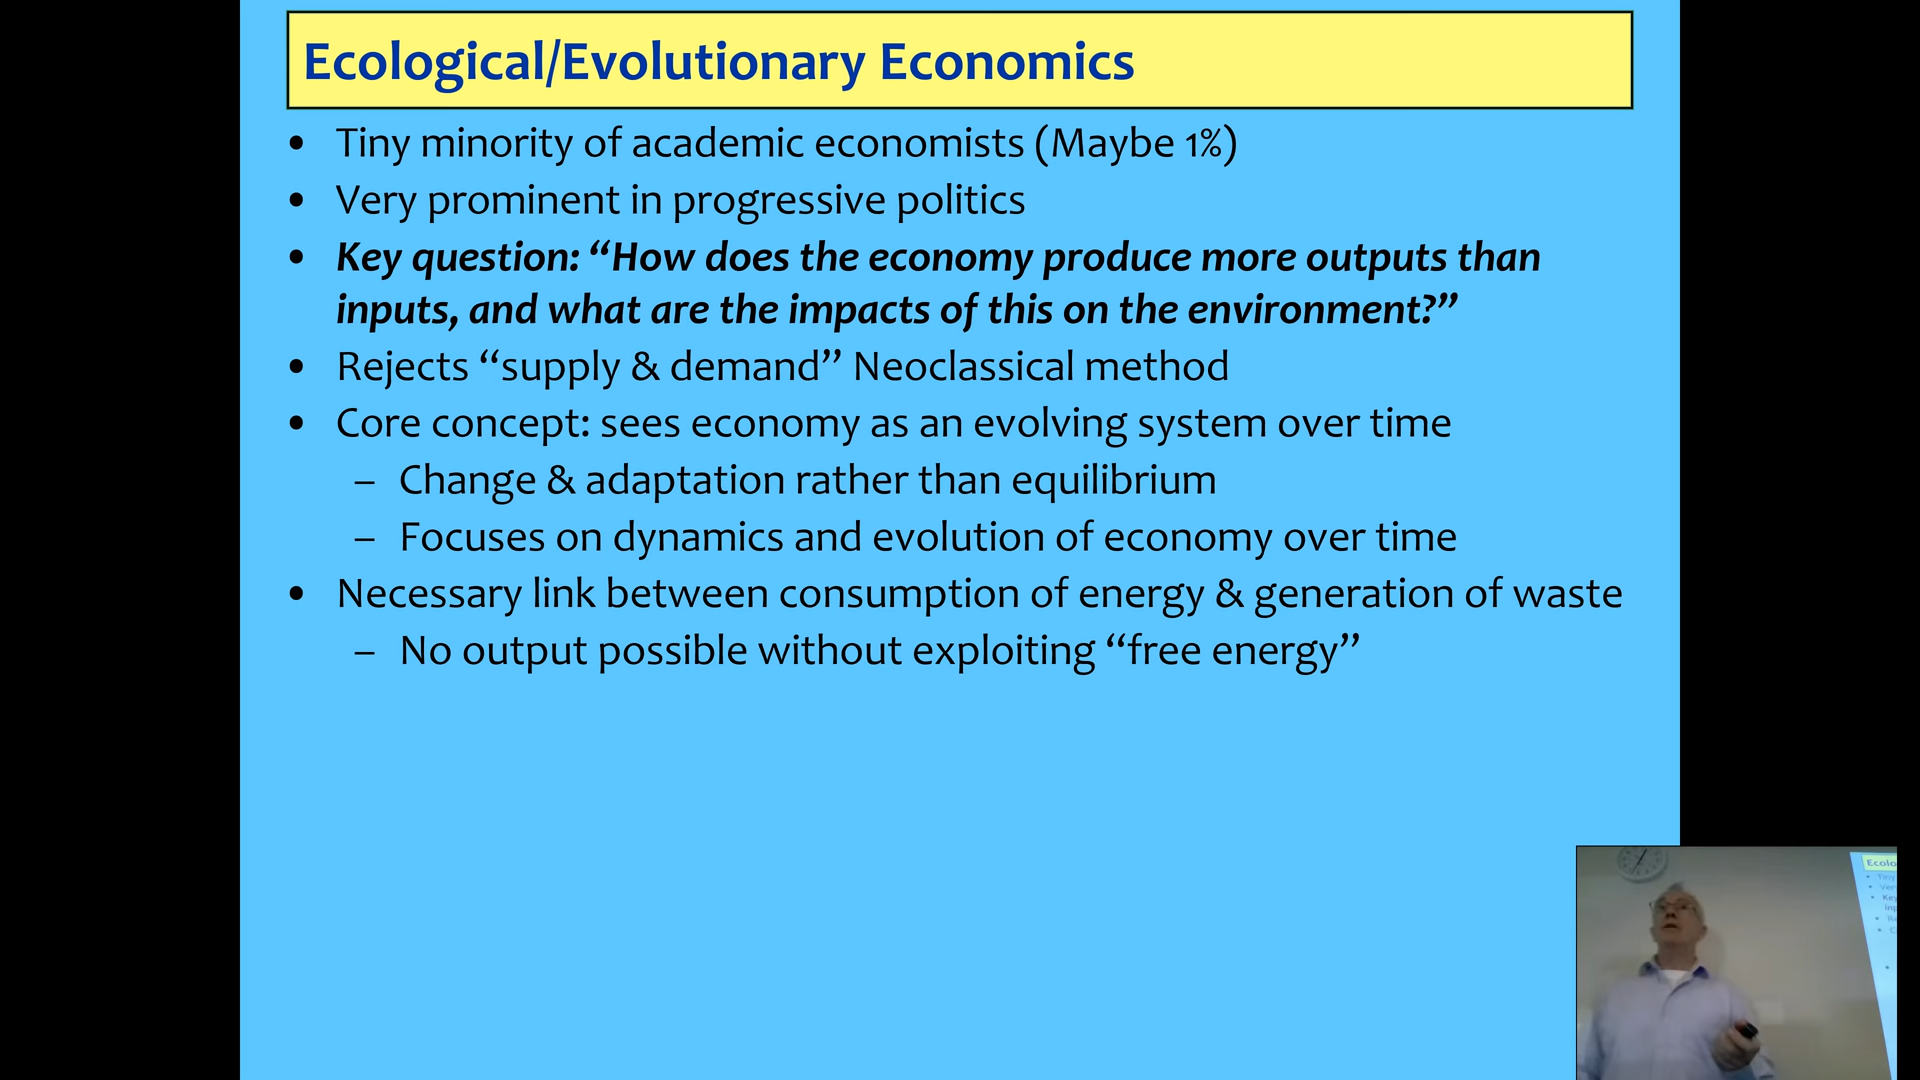 Ecological/Evolutionary Economics
• Tiny minority of academic economists (Maybe 1%)
• Very prominent in progressive politics
• Key question: “How does the economy produce more outputs than
inputs, and what are the impacts of this on the environment?”
• Rejects “supply & demand” Neoclassical method
• Core concept: sees economy as an evolving system over time
– Change & adaptation rather than equilibrium
– Focuses on dynamics and evolution of economy over time
• Necessary link between consumption of energy & generation of waste
– No output possible without exploiting “free energy”
Ecolo